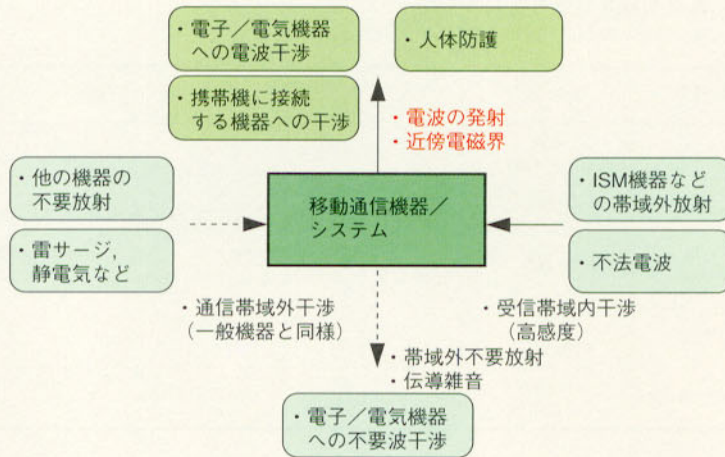 ・電子／電気機器
への電波干渉
・人体防護
・携帯機に接続
する機器への干渉
・電波の発射
・近傍電磁界
・他の機器の
不要放射
・雷サージ，
静電気など
移動通信機器／
システム
・ISM機器など
の帯域外放射
・不法電波
・通信帯域外干渉
（一般機器と同様）
・受信帯域内干渉
（高感度）
・帯域外不要放射
・伝導雑音
・電子／電気機器
への不要波干渉